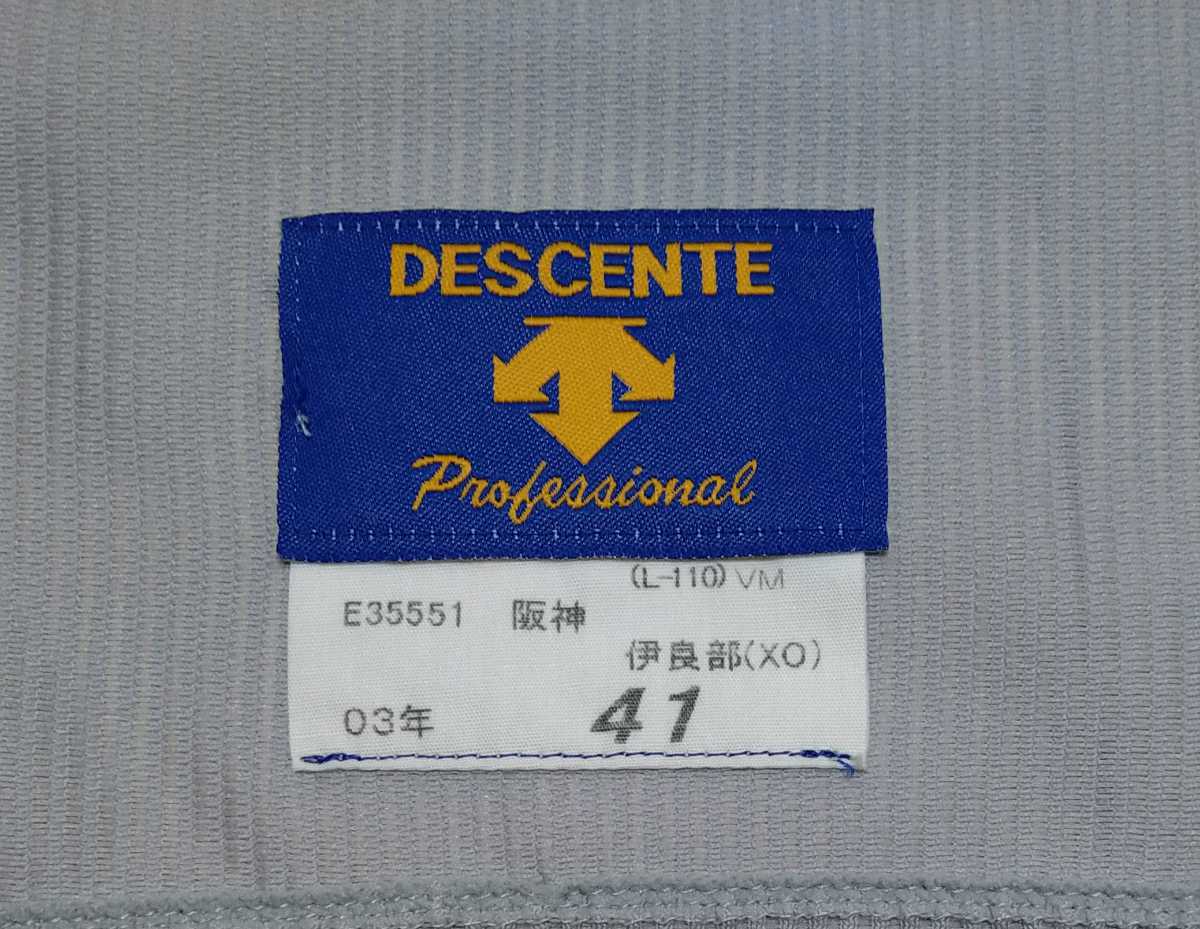 DESCENTE
Professional
(L-110) VM
E35551 阪神
伊良部(XO)
03年 41